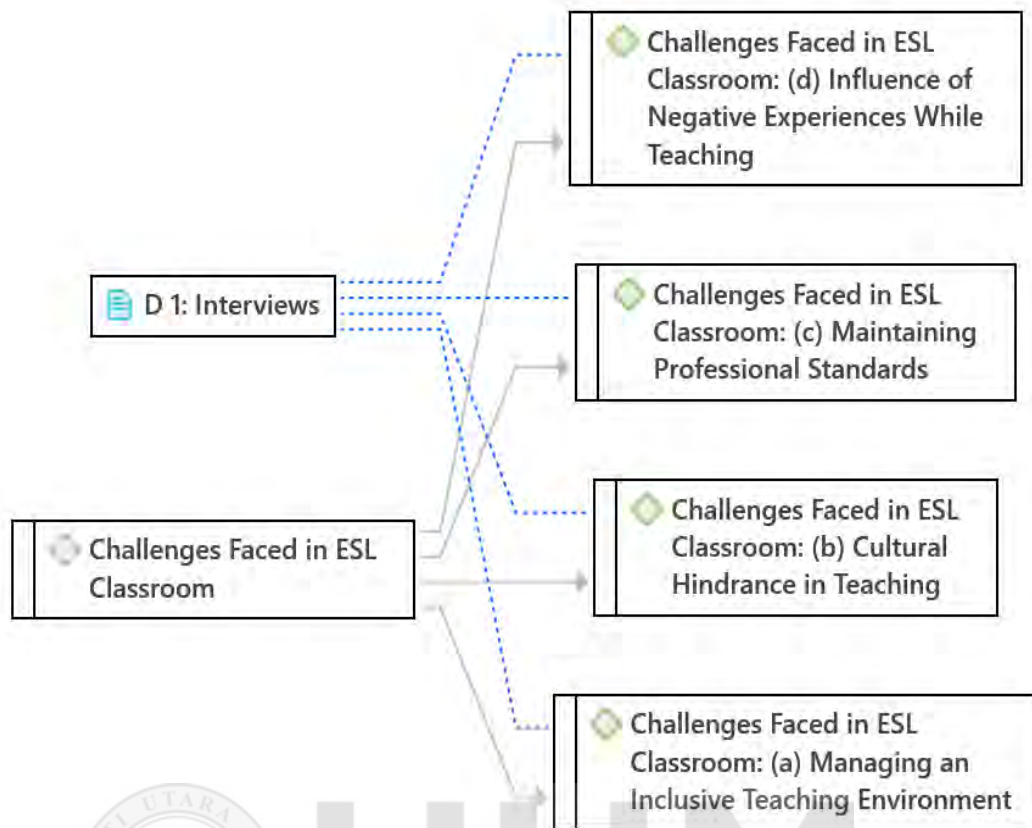 Challenges Faced in ESL
Classroom: (d) Influence of
Negative Experiences While
Teaching
D 1: Interviews
Challenges Faced in ESL
Classroom: (c) Maintaining
Professional Standards
Challenges Faced in ESL
Classroom
Challenges Faced in ESL
Classroom: (b) Cultural
Hindrance in Teaching
Challenges Faced in ESL
Classroom: (a) Managing an
Inclusive Teaching Environment
UTARA